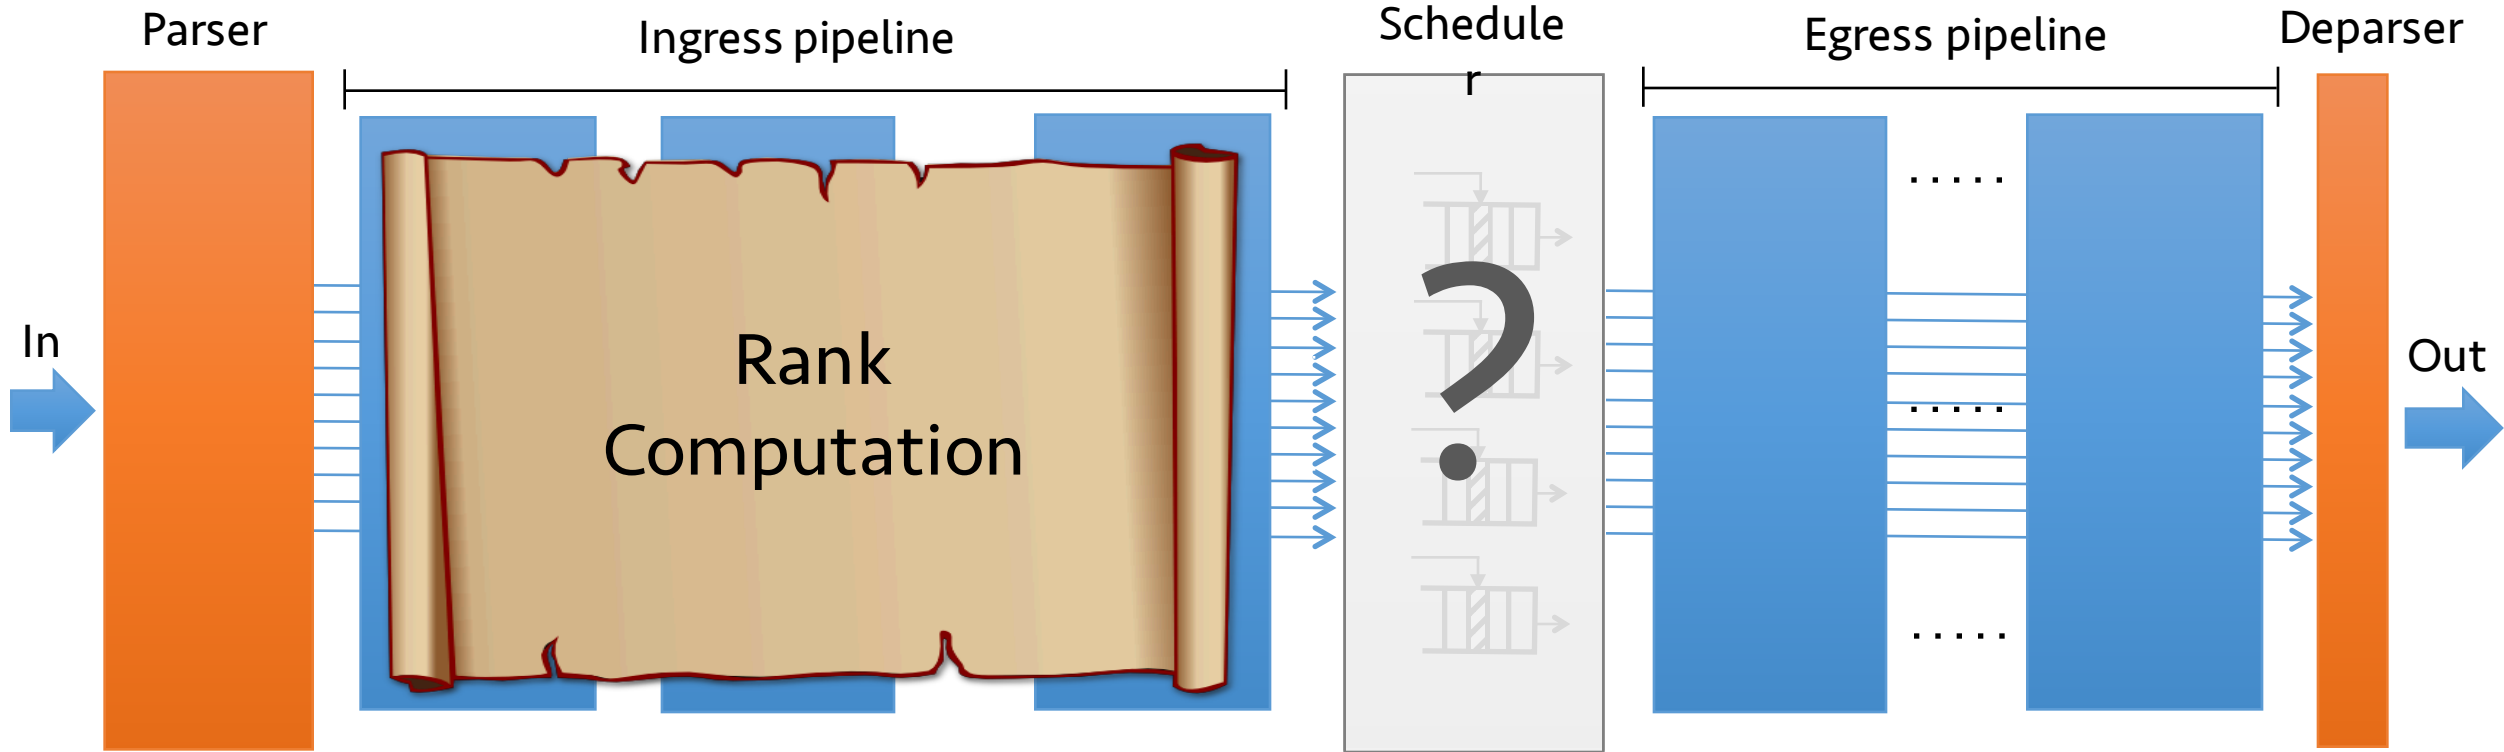 Parser
Ingress pipeline
Schedule
r
Egress pipeline
Deparser
In
Rank
Computation
?
.....
.....
.....
Out